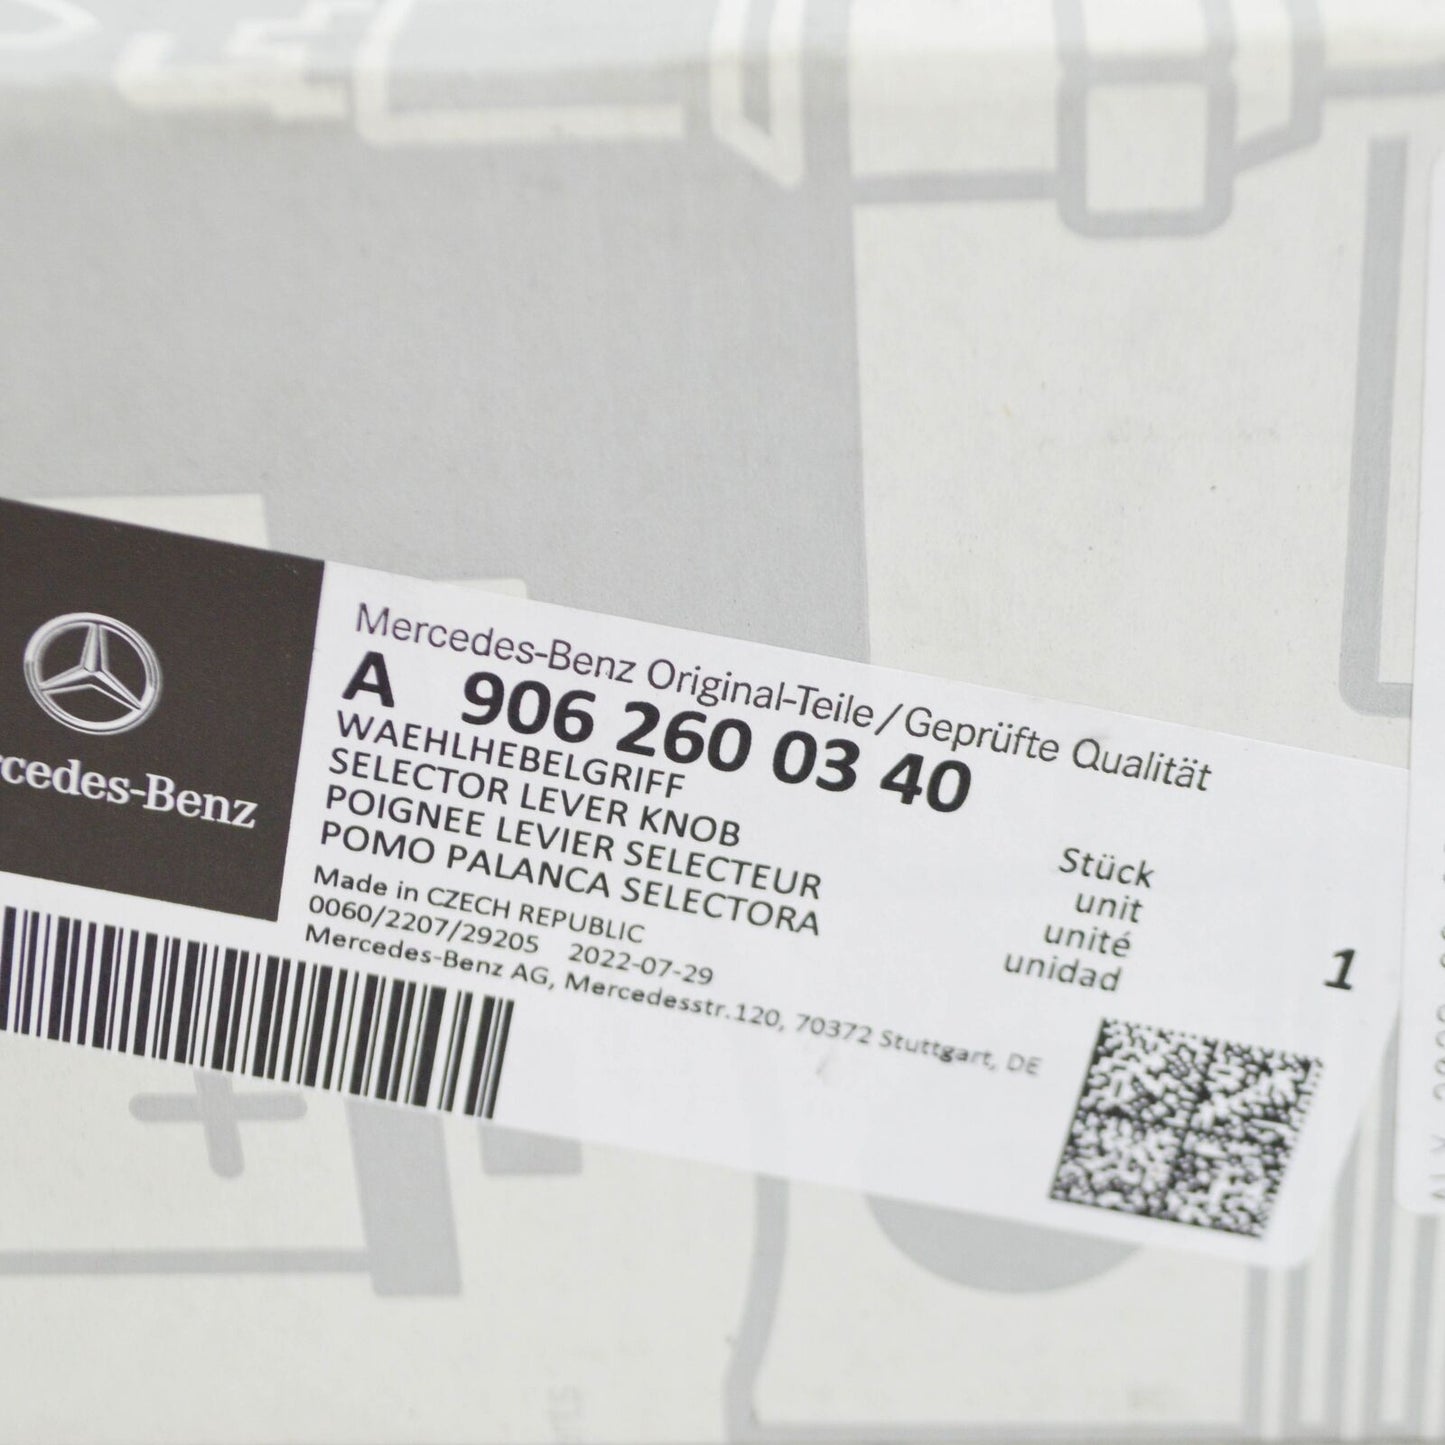 Mercedes-Benz Original-Teile/Geprüfte Qualität
A 906 260 03 40
WAEHLHEBELGRIFF
SELECTOR LEVER KNOB
POIGNEE LEVIER SELECTEUR
POMO PALANCA SELECTORA
Made in CZECH REPUBLIC
0060/2207/29205 2022-07-29
Mercedes-Benz AG, Mercedesstr.120, 70372 Stuttgart, DE
Stück
unit
unité
unidad
1
rcedes-Benz